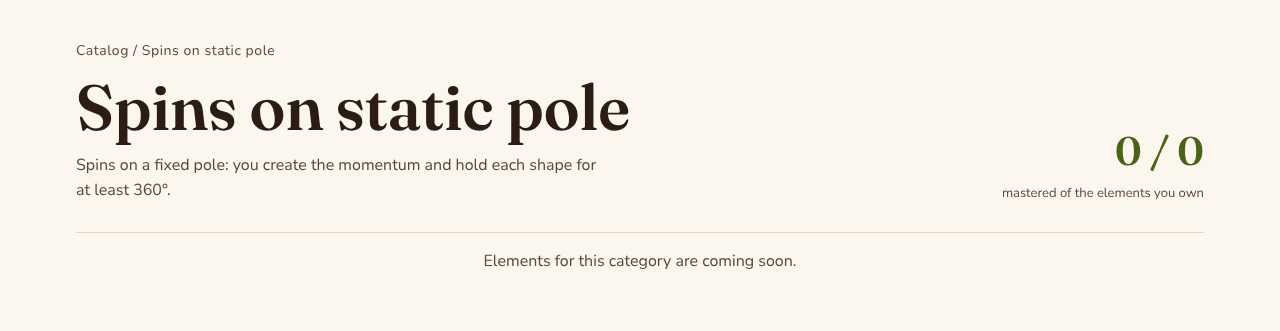 Catalog / Spins on static pole
Spins on static pole
Spins on a fixed pole: you create the momentum and hold each shape for
at least 360°.
0 / 0
mastered of the elements you own
Elements for this category are coming soon.